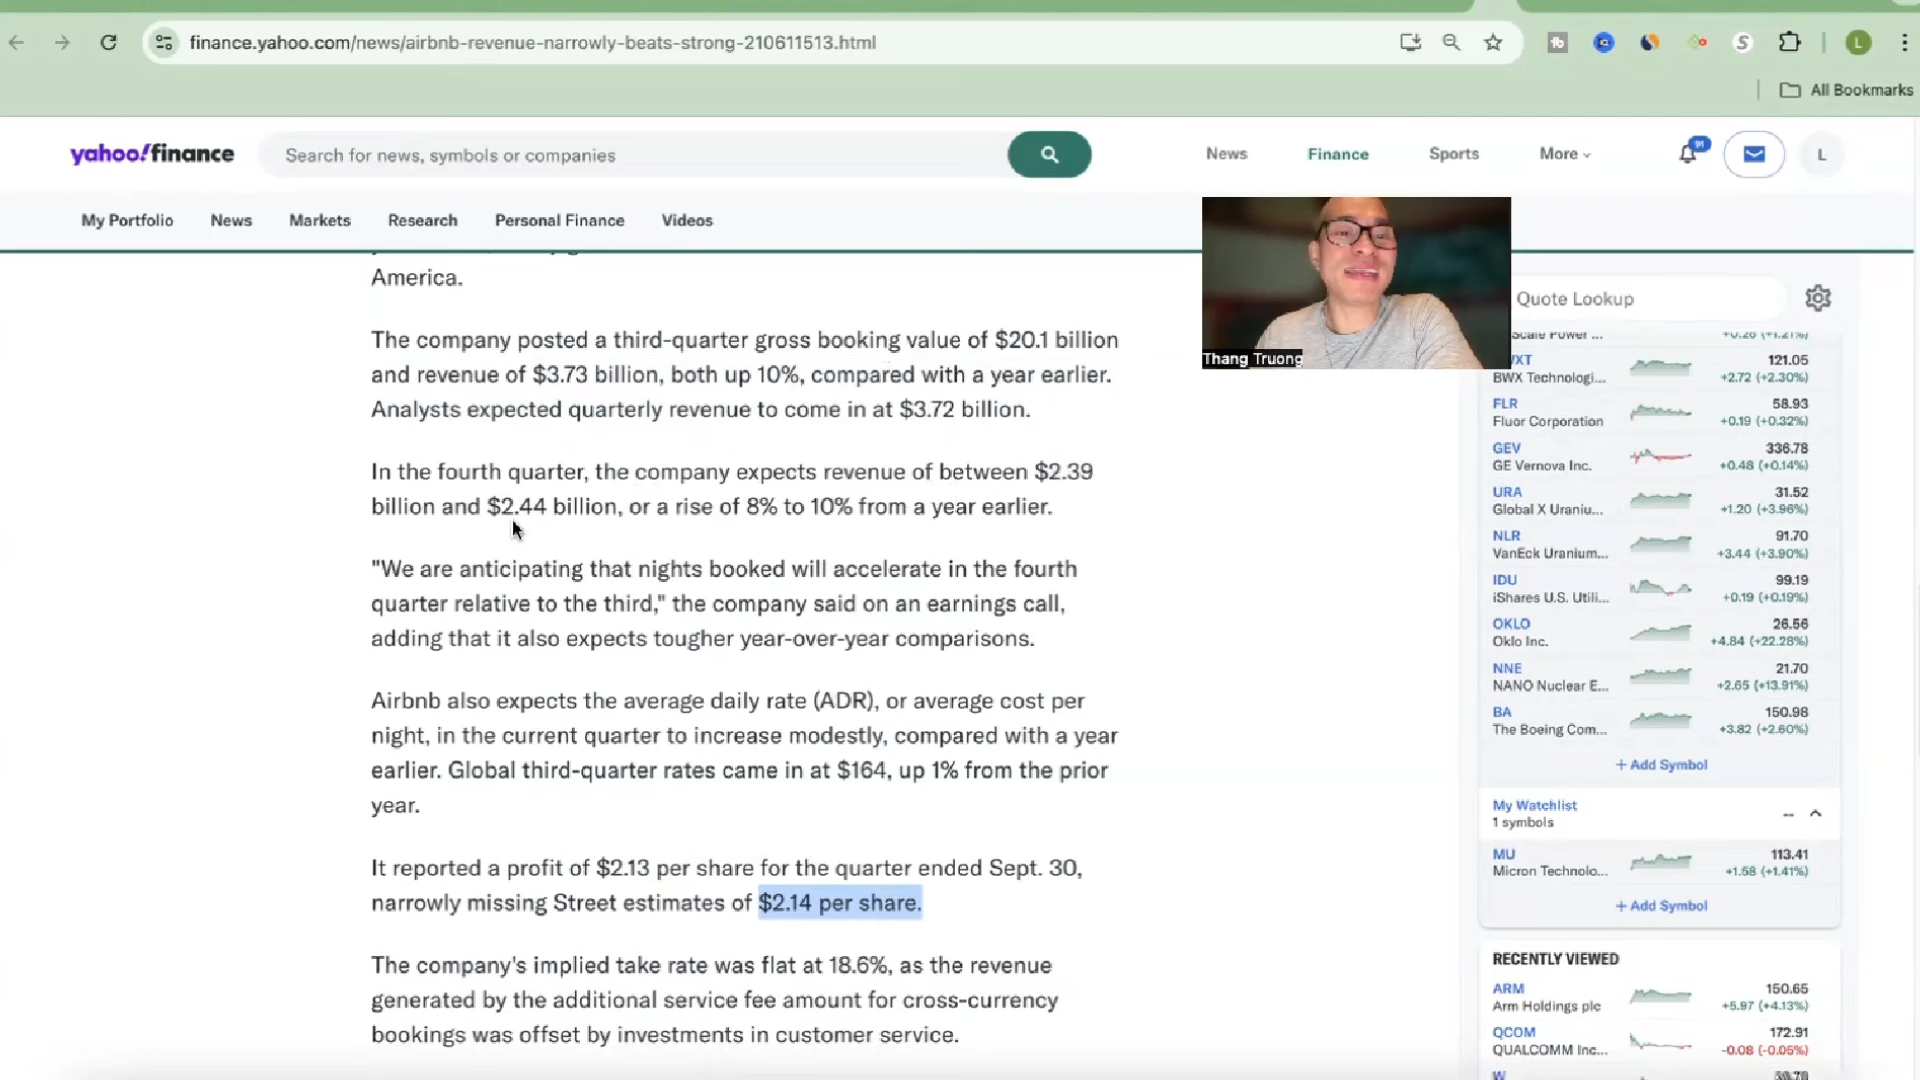 finance.yahoo.com/news/airbnb-revenue-narrowly-beats-strong-210611513.html
tb
S
L
All Bookmarks
yahoo!finance
Search for news, symbols or companies
News
Finance
Sports
More
91
L
My Portfolio
News
Markets
Research
Personal Finance
Videos
America.
The company posted a third-quarter gross booking value of $20.1 billion
and revenue of $3.73 billion, both up 10%, compared with a year earlier.
Analysts expected quarterly revenue to come in at $3.72 billion.
In the fourth quarter, the company expects revenue of between $2.39
billion and $2.44 billion, or a rise of 8% to 10% from a year earlier.
"We are anticipating that nights booked will accelerate in the fourth
quarter relative to the third," the company said on an earnings call,
adding that it also expects tougher year-over-year comparisons.
Airbnb also expects the average daily rate (ADR), or average cost per
night, in the current quarter to increase modestly, compared with a year
earlier. Global third-quarter rates came in at $164, up 1% from the prior
year.
It reported a profit of $2.13 per share for the quarter ended Sept. 30,
narrowly missing Street estimates of $2.14 per share.
The company's implied take rate was flat at 18.6%, as the revenue
generated by the additional service fee amount for cross-currency
bookings was offset by investments in customer service.
Thang Truong
Quote Lookup
Scale Power ... +0.26 (+1.21%)
WXT 121.05
BWX Technologi... +2.72 (+2.30%)
FLR 58.93
Fluor Corporation +0.19 (+0.32%)
GEV 336.78
GE Vernova Inc. +0.48 (+0.14%)
URA 31.52
Global X Uraniu... +1.20 (+3.96%)
NLR 91.70
VanEck Uranium... +3.44 (+3.90%)
IDU 99.19
iShares U.S. Utili... +0.19 (+0.19%)
OKLO 26.56
Oklo Inc. +4.84 (+22.28%)
NNE 21.70
NANO Nuclear E... +2.65 (+13.91%)
BA 150.98
The Boeing Com... +3.82 (+2.60%)
+ Add Symbol
My Watchlist --
1 symbols
MU 113.41
Micron Technolo... +1.58 (+1.41%)
+ Add Symbol
RECENTLY VIEWED
ARM 150.65
Arm Holdings plc +5.97 (+4.13%)
QCOM 172.91
QUALCOMM Inc... -0.08 (-0.05%)
W